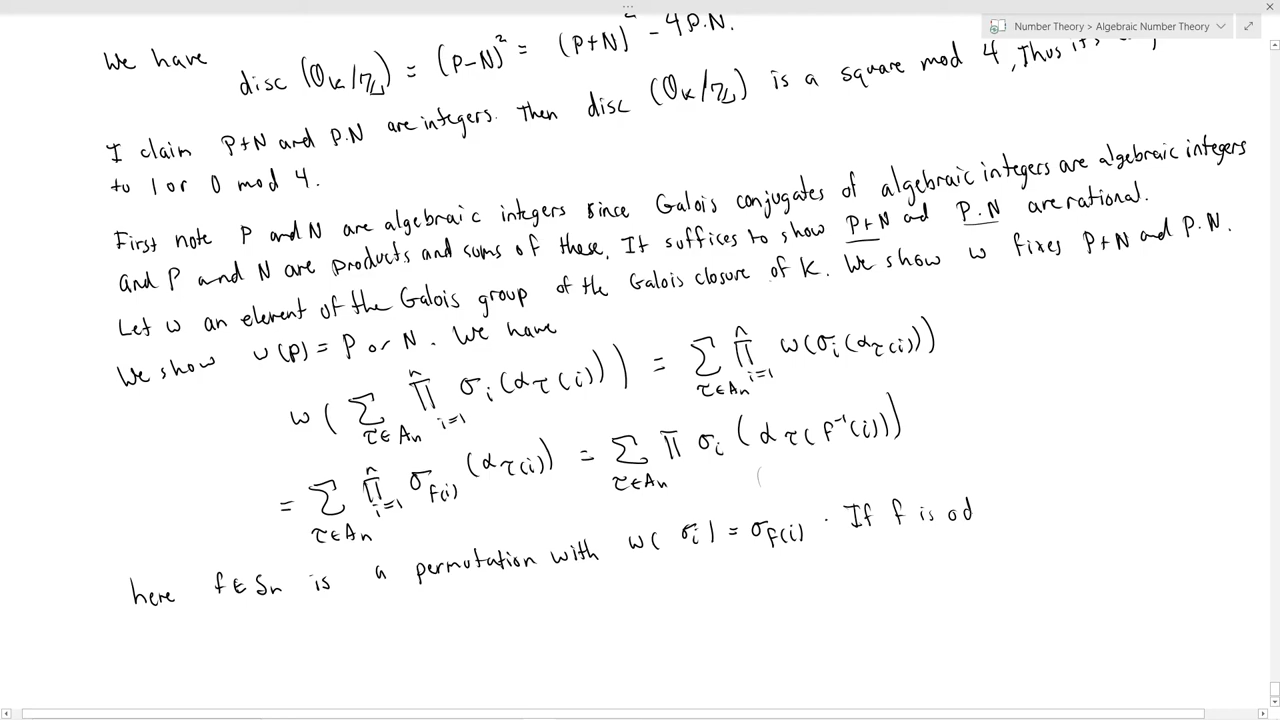 Number Theory > Algebraic Number Theory
We have disc (O_K/ℤ) = (P-N)² = (P+N)² - 4P.N.
I claim P+N and P.N are integers. Then disc (O_K/ℤ) is a square mod 4, Thus it's
to 1 or 0 mod 4.
First note P and N are algebraic integers since Galois conjugates of algebraic integers are algebraic integers
and P and N are products and sums of these. It suffices to show P+N and P.N are rational.
Let ω an element of the Galois group of the Galois closure of K. We show ω fixes P+N and P.N.
We show ω(P) = P or N. We have
ω( ∑_{τ∈A_n} ∏_{i=1}^{n} σ_i(α_{τ(i)}) ) = ∑_{τ∈A_n} ∏_{i=1}^{n} ω(σ_i(α_{τ(i)}))
= ∑_{τ∈A_n} ∏_{i=1}^{n} σ_{f(i)} (α_{τ(i)}) = ∑_{τ∈A_n} ∏ σ_i (α_{τ(f⁻¹(i))})
here f∈S_n is a permutation with ω(σ_i) = σ_{f(i)}. If f is od